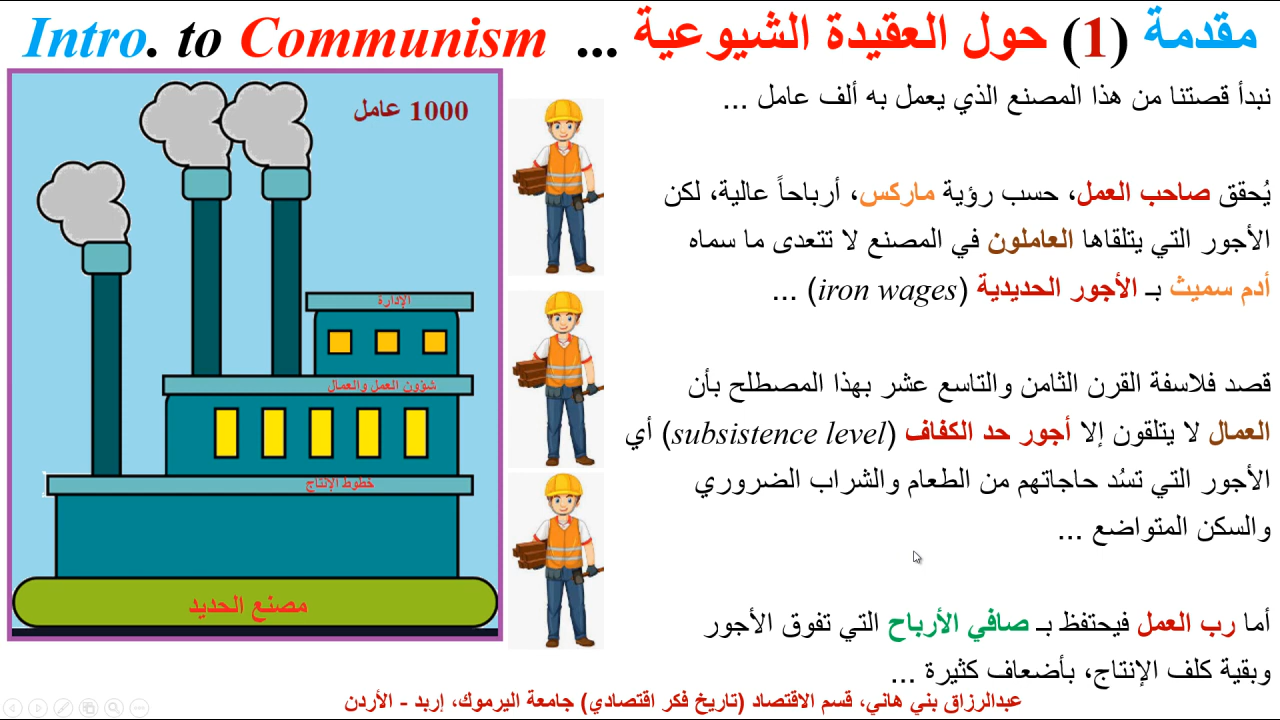 مقدمة (1) حول العقيدة الشيوعية ... Intro. to Communism
نبدأ قصتنا من هذا المصنع الذي يعمل به ألف عامل ...
يُحقق صاحب العمل، حسب رؤية ماركس، أرباحاً عالية، لكن
الأجور التي يتلقاها العاملون في المصنع لا تتعدى ما سماه
أدم سميث بـ الأجور الحديدية (iron wages) ...
قصد فلاسفة القرن الثامن والتاسع عشر بهذا المصطلح بأن
العمال لا يتلقون إلا أجور حد الكفاف (subsistence level) أي
الأجور التي تسُد حاجاتهم من الطعام والشراب الضروري
والسكن المتواضع ...
أما رب العمل فيحتفظ بـ صافي الأرباح التي تفوق الأجور
وبقية كلف الإنتاج، بأضعاف كثيرة ...
1000 عامل
الإدارة
شؤون العمل والعمال
خطوط الإنتاج
مصنع الحديد
عبدالرزاق بني هاني، قسم الاقتصاد (تاريخ فكر اقتصادي) جامعة اليرموك، إربد - الأردن